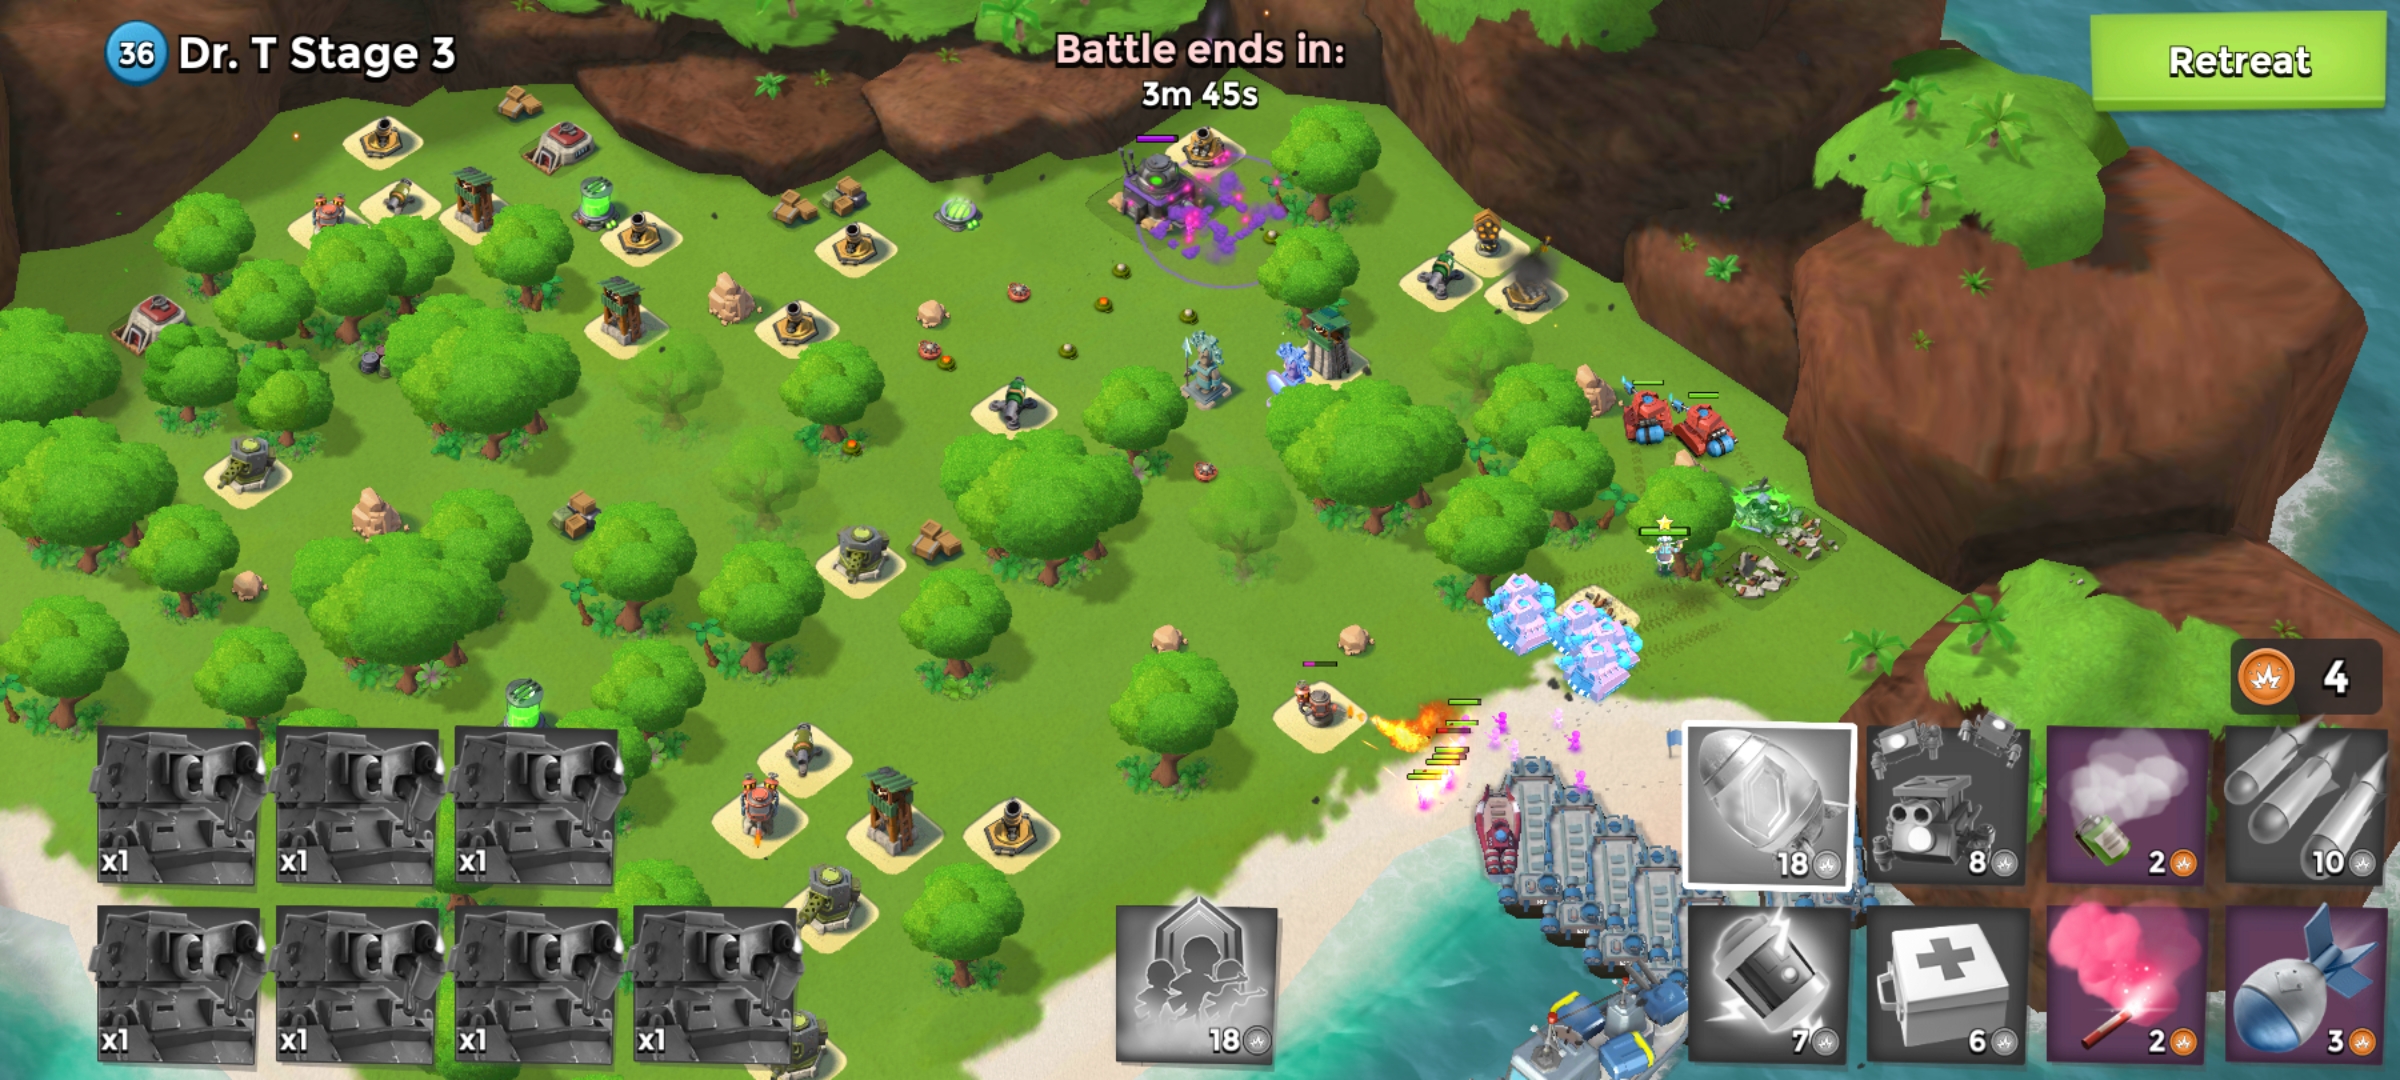 36 Dr. T Stage 3
Battle ends in:
3m 45s
Retreat
4
x1 x1 x1
18 8 2 10
x1 x1 x1 x1
18
7 6 2 3